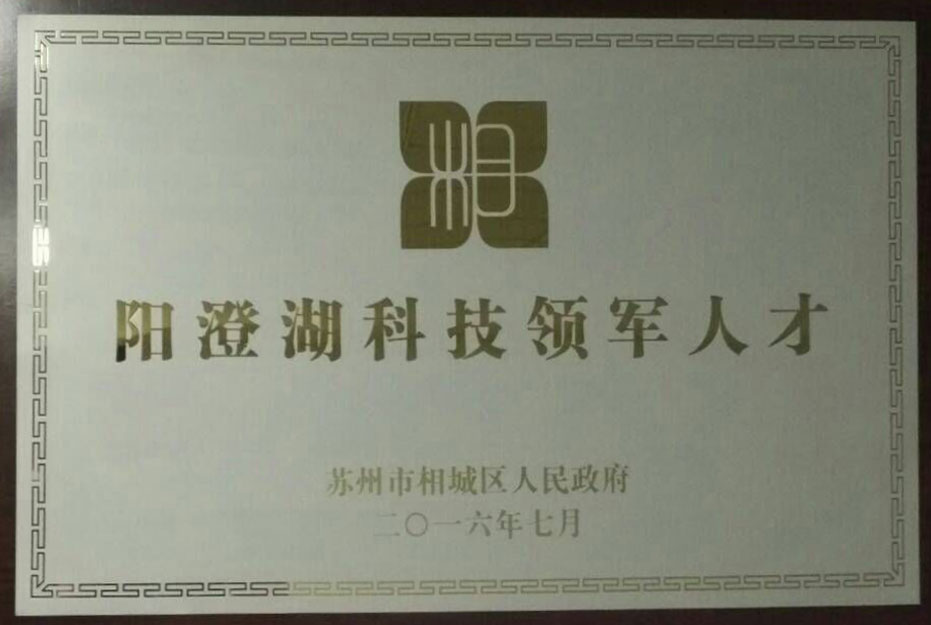 相
阳澄湖科技领军人才
苏州市相城区人民政府
二〇一六年七月